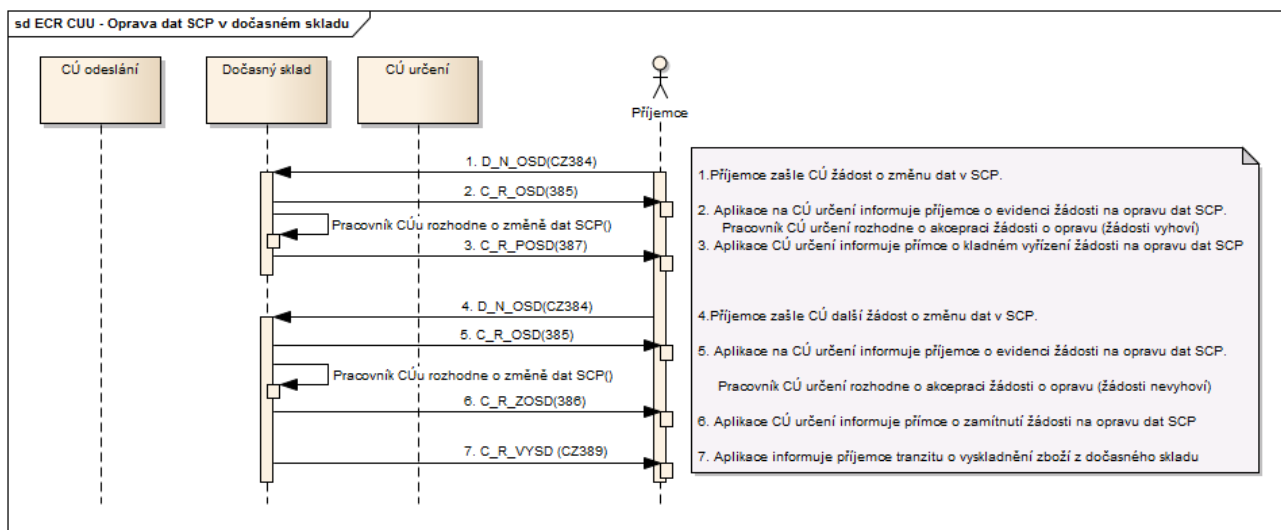 sd ECR CUU - Oprava dat SCP v dočasném skladu
CÚ odeslání
Dočasný sklad
CÚ určení
Příjemce
1. D_N_OSD(CZ384)
2. C_R_OSD(385)
Pracovník CÚu rozhodne o změně dat SCP()
3. C_R_POSD(387)
4. D_N_OSD(CZ384)
5. C_R_OSD(385)
Pracovník CÚu rozhodne o změně dat SCP()
6. C_R_ZOSD(386)
7. C_R_VYSD (CZ389)
1.Příjemce zašle CÚ žádost o změnu dat v SCP.
2. Aplikace na CÚ určení informuje příjemce o evidenci žádosti na opravu dat SCP.
Pracovník CÚ určení rozhodne o akcepraci žádosti o opravu (žádosti vyhoví)
3. Aplikace CÚ určení informuje přímce o kladném vyřízení žádosti na opravu dat SCP
4.Příjemce zašle CÚ další žádost o změnu dat v SCP.
5. Aplikace na CÚ určení informuje příjemce o evidenci žádosti na opravu dat SCP.
Pracovník CÚ určení rozhodne o akcepraci žádosti o opravu (žádosti nevyhoví)
6. Aplikace CÚ určení informuje přímce o zamítnutí žádosti na opravu dat SCP
7. Aplikace informuje příjemce tranzitu o vyskladnění zboží z dočasného skladu